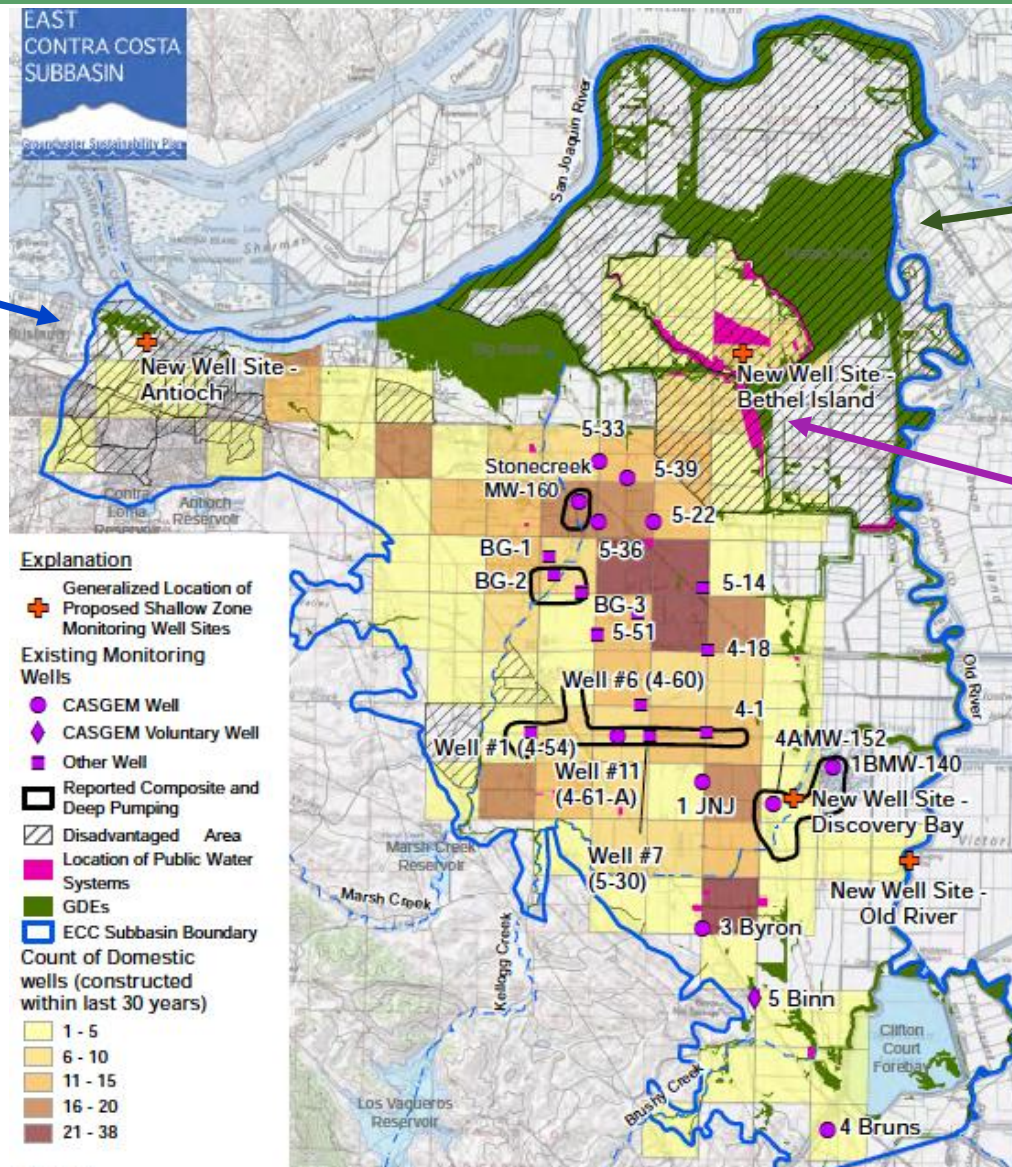 EAST
CONTRA COSTA
SUBBASIN
Groundwater Sustainability Plan
San Joaquin River
Sherman
Island
New Well Site -
Antioch
New Well Site -
Bethel Island
5-33
Stonecreek
MW-160
5-39
5-22
5-36
Contra
Loma
Reservoir
Antioch
Reservoir
BG-1
BG-2
BG-3
5-14
5-51
4-18
Old River
Well #6 (4-60)
4-1
Well #1 (4-54)
4AMW-152
1BMW-140
Well #11
(4-61-A)
1 JNJ
New Well Site -
Discovery Bay
Marsh Creek
Reservoir
Well #7
(5-30)
Marsh Creek
New Well Site -
Old River
Kellogg Creek
3 Byron
5 Binn
Clifton
Court
Forebay
Brushy Creek
Los Vaqueros
Reservoir
4 Bruns
Explanation
Generalized Location of
Proposed Shallow Zone
Monitoring Well Sites
Existing Monitoring
Wells
CASGEM Well
CASGEM Voluntary Well
Other Well
Reported Composite and
Deep Pumping
Disadvantaged Area
Location of Public Water
Systems
GDEs
ECC Subbasin Boundary
Count of Domestic
wells (constructed
within last 30 years)
1 - 5
6 - 10
11 - 15
16 - 20
21 - 38